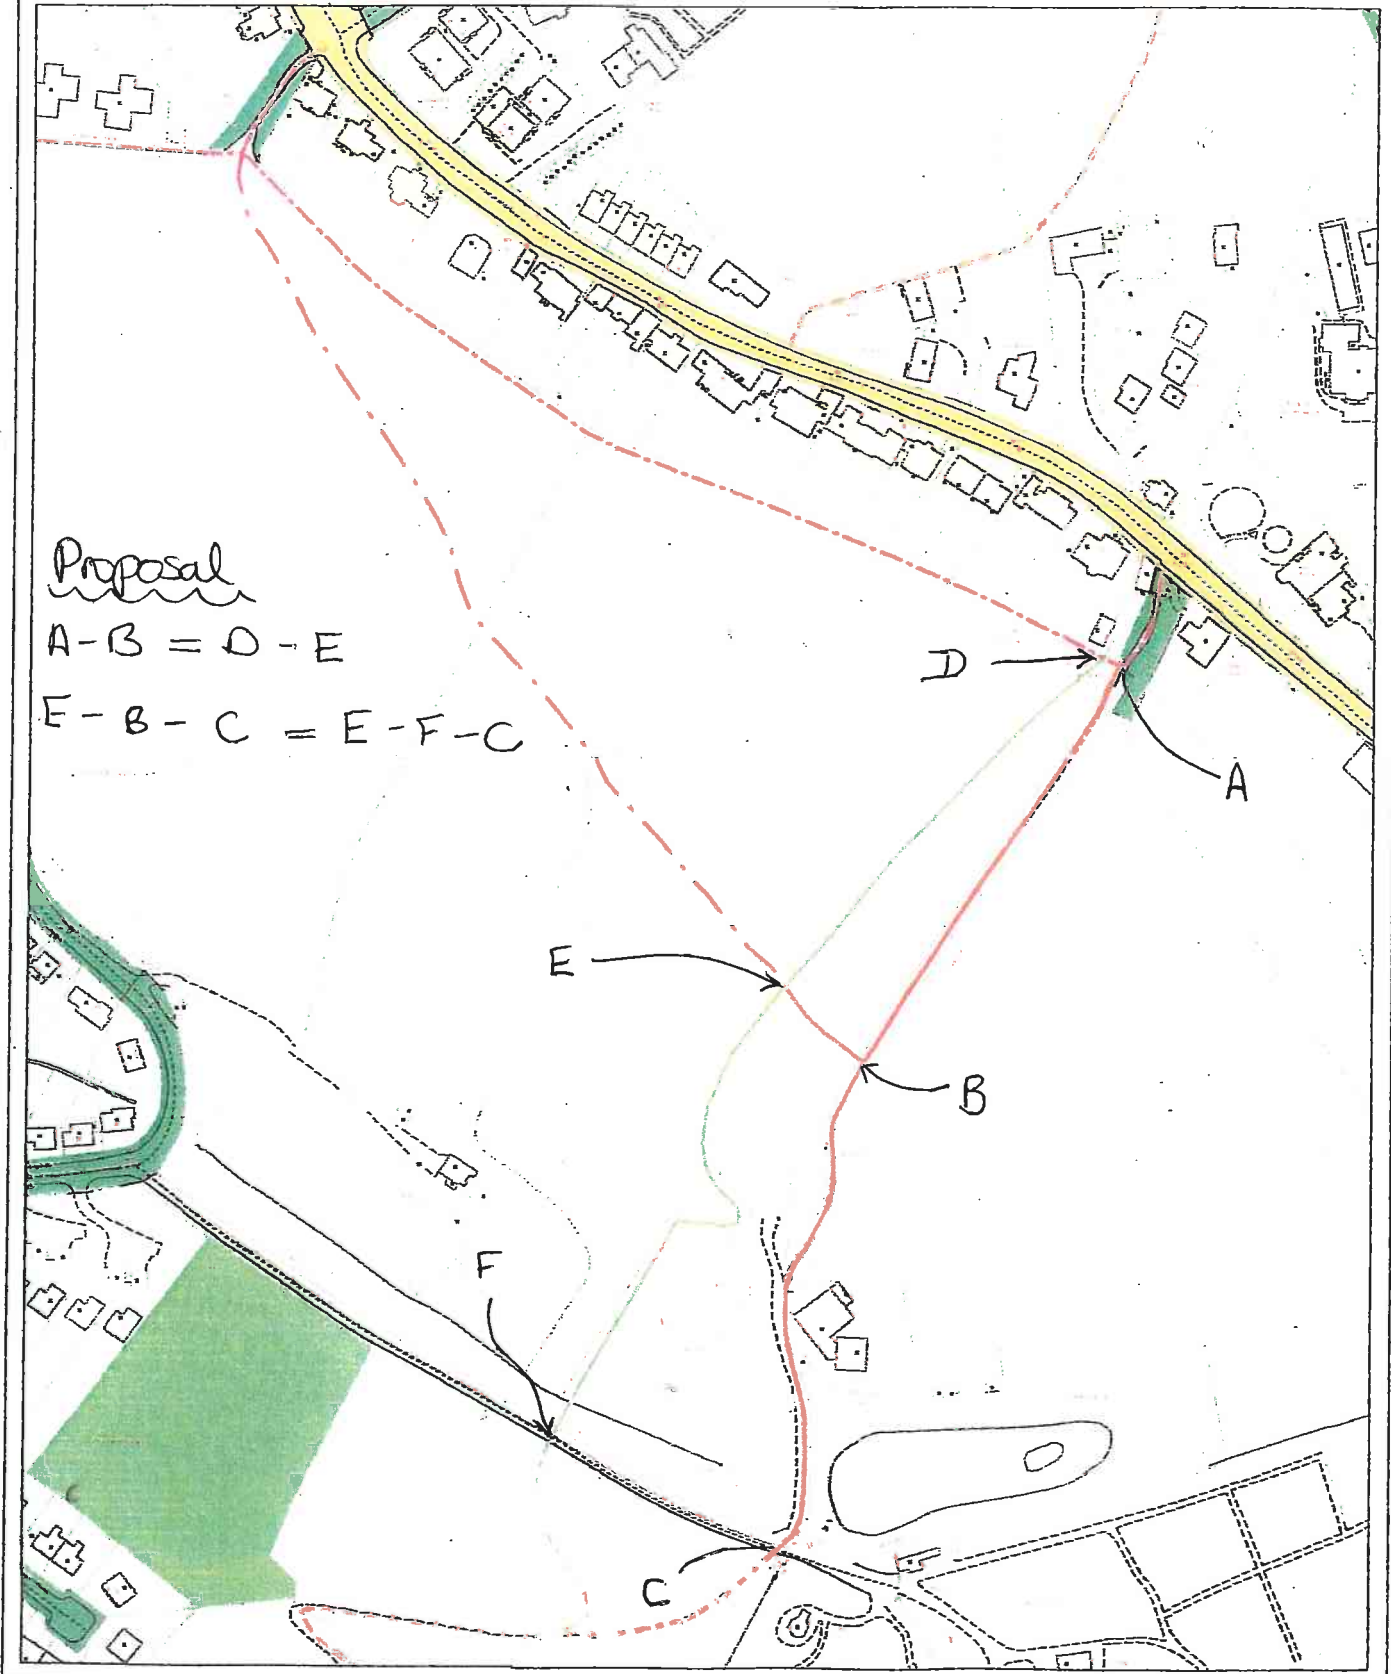 Proposal
A-B = D-E
E-B-C = E-F-C
D
A
E
B
F
C